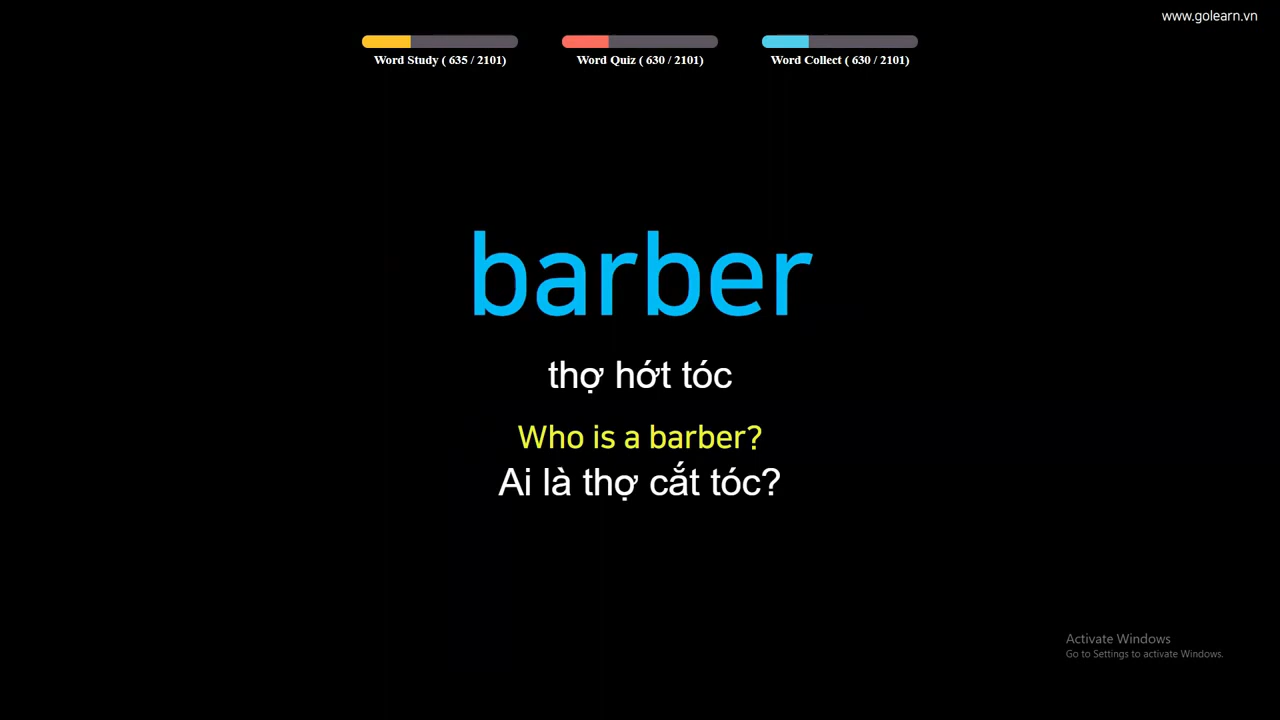 www.golearn.vn
Word Study ( 635 / 2101)
Word Quiz ( 630 / 2101)
Word Collect ( 630 / 2101)
barber
thợ hớt tóc
Who is a barber?
Ai là thợ cắt tóc?
Activate Windows
Go to Settings to activate Windows.